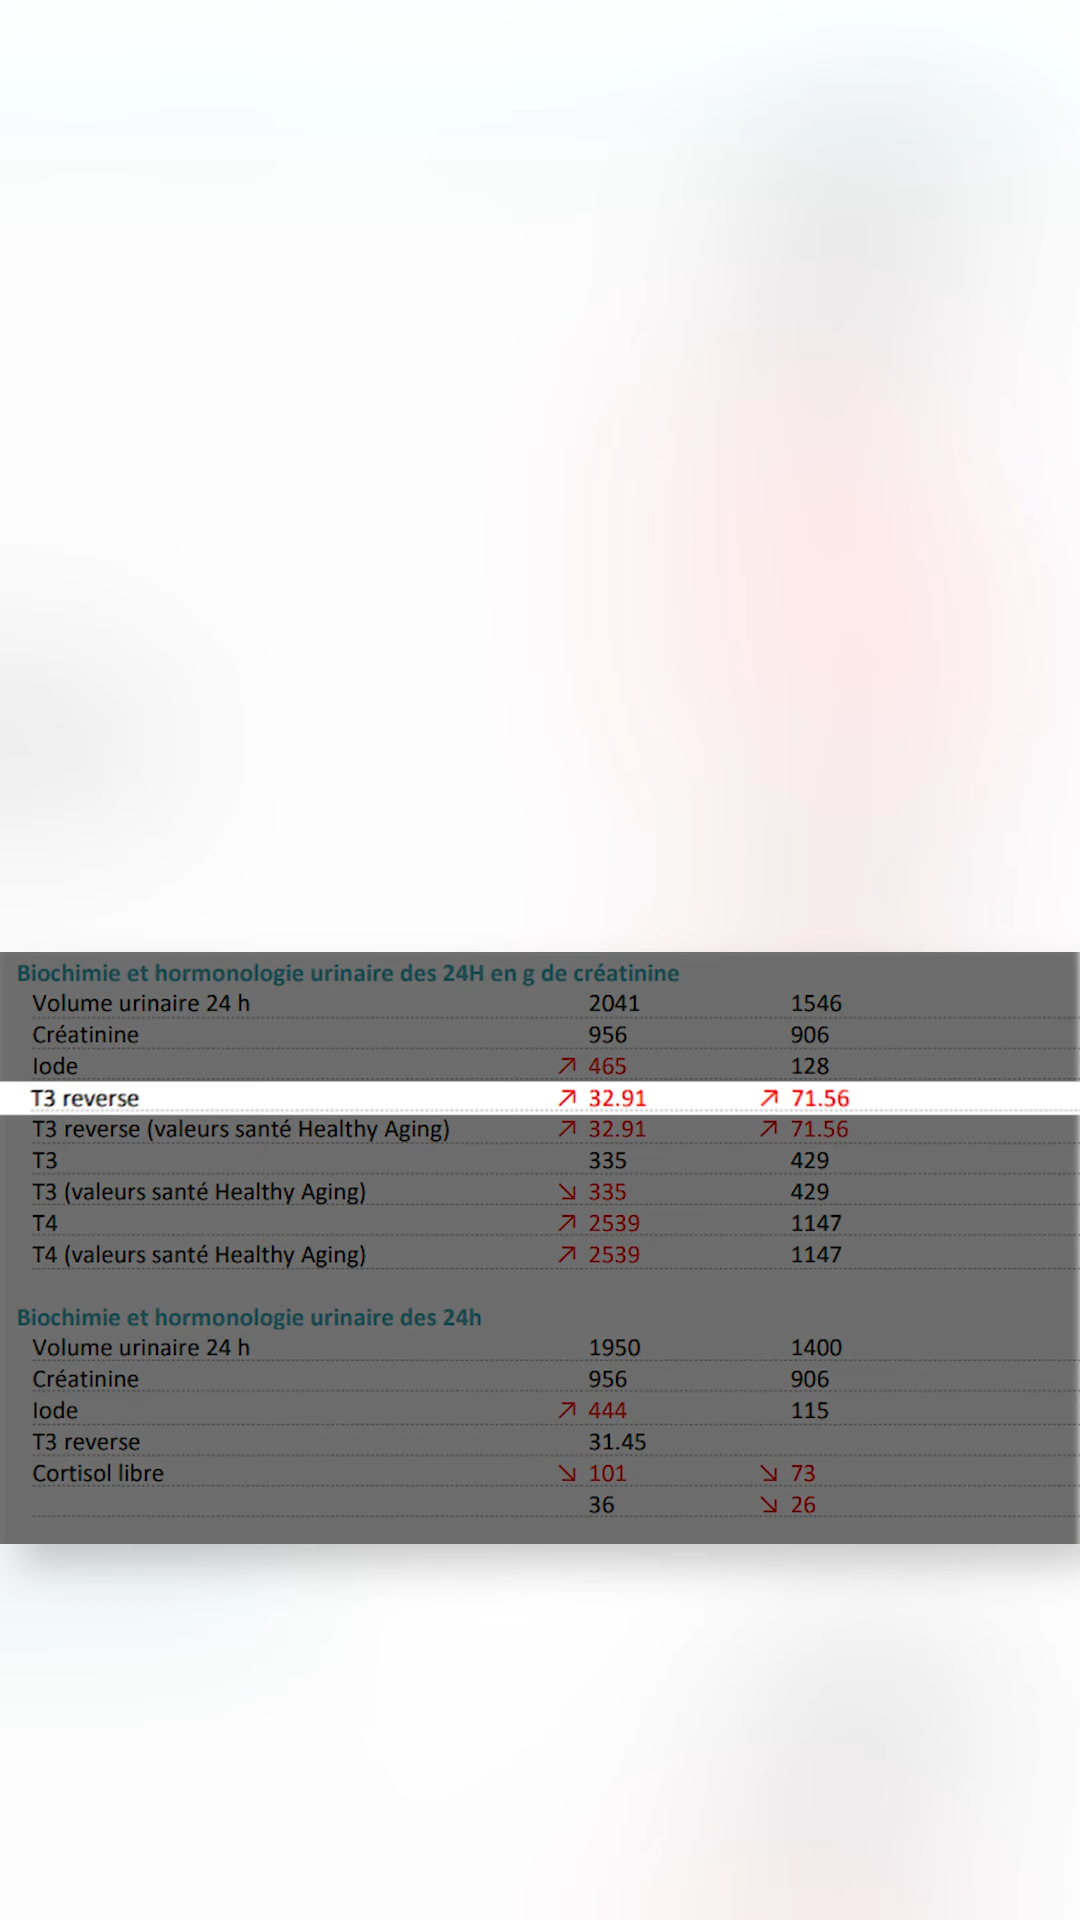 Biochimie et hormonologie urinaire des 24H en g de créatinine
Volume urinaire 24 h 2041 1546
Créatinine 956 906
Iode ↗ 465 128
T3 reverse ↗ 32.91 ↗ 71.56
T3 reverse (valeurs santé Healthy Aging) ↗ 32.91 ↗ 71.56
T3 335 429
T3 (valeurs santé Healthy Aging) ↘ 335 429
T4 ↗ 2539 1147
T4 (valeurs santé Healthy Aging) ↗ 2539 1147
Biochimie et hormonologie urinaire des 24h
Volume urinaire 24 h 1950 1400
Créatinine 956 906
Iode ↗ 444 115
T3 reverse 31.45
Cortisol libre ↘ 101 ↘ 73
36 ↘ 26